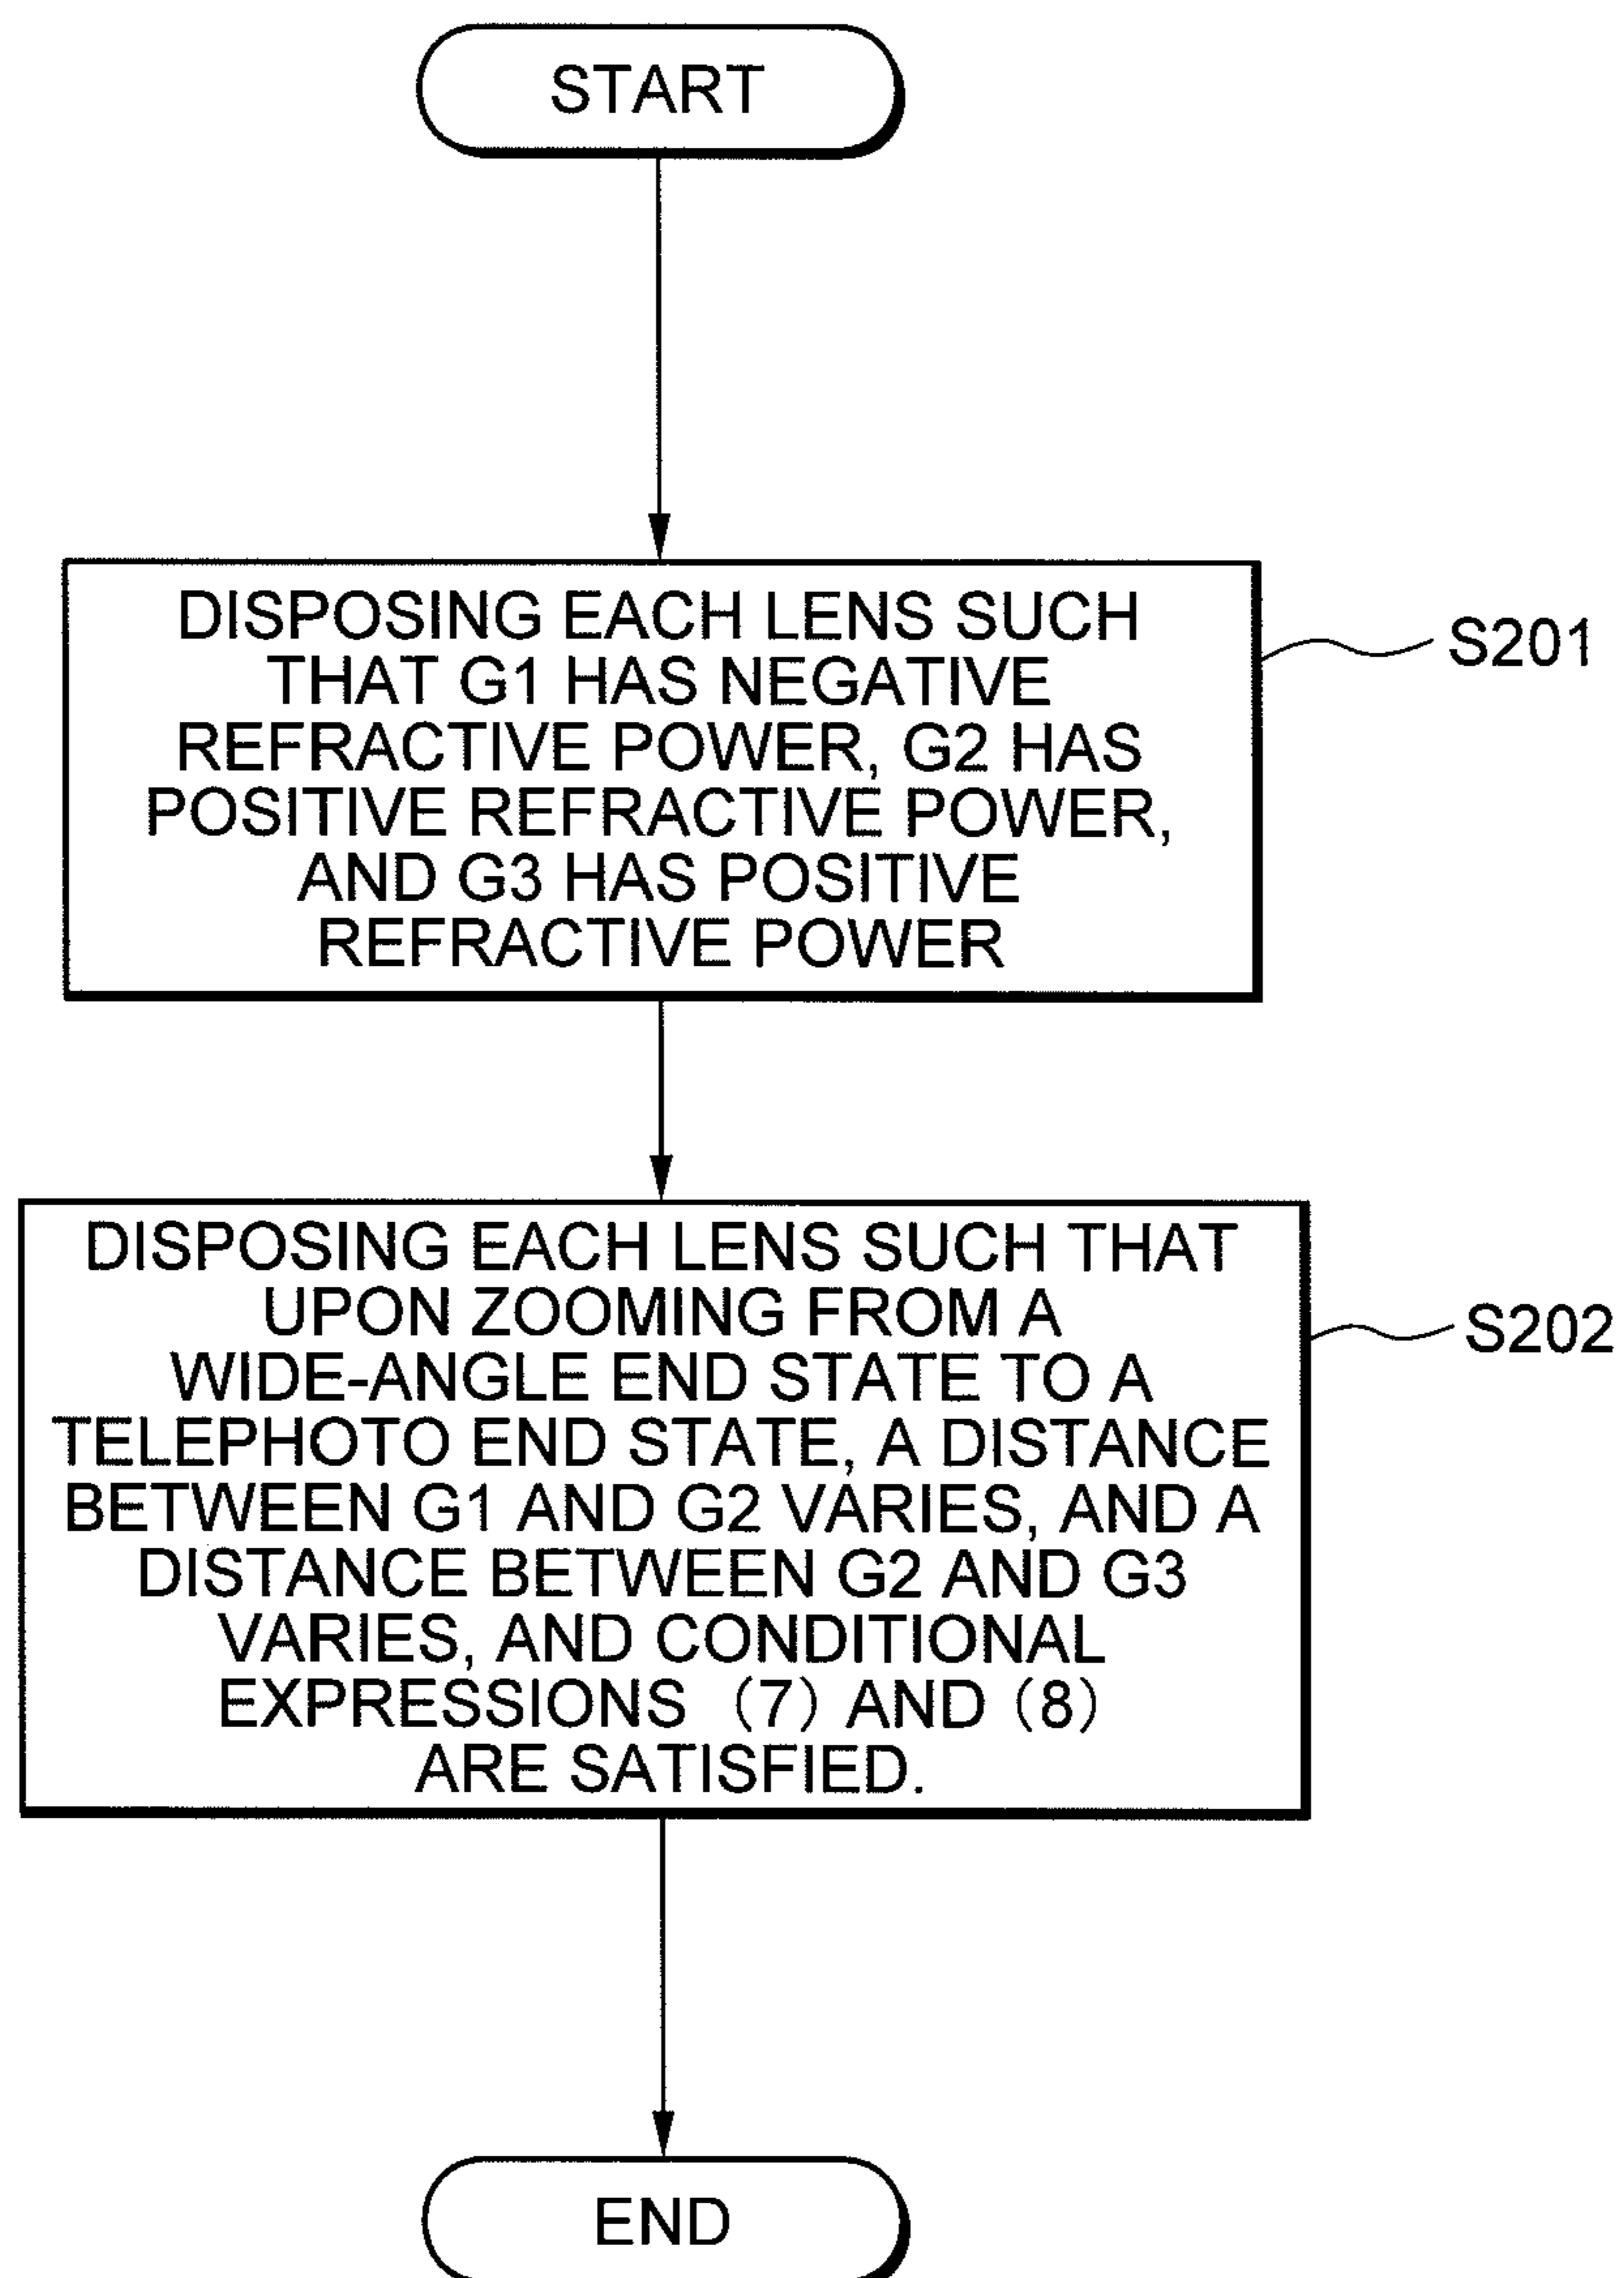 START
DISPOSING EACH LENS SUCH
THAT G1 HAS NEGATIVE
REFRACTIVE POWER, G2 HAS
POSITIVE REFRACTIVE POWER,
AND G3 HAS POSITIVE
REFRACTIVE POWER
S201
DISPOSING EACH LENS SUCH THAT
UPON ZOOMING FROM A
WIDE-ANGLE END STATE TO A
TELEPHOTO END STATE, A DISTANCE
BETWEEN G1 AND G2 VARIES, AND A
DISTANCE BETWEEN G2 AND G3
VARIES, AND CONDITIONAL
EXPRESSIONS (7) AND (8)
ARE SATISFIED.
S202
END